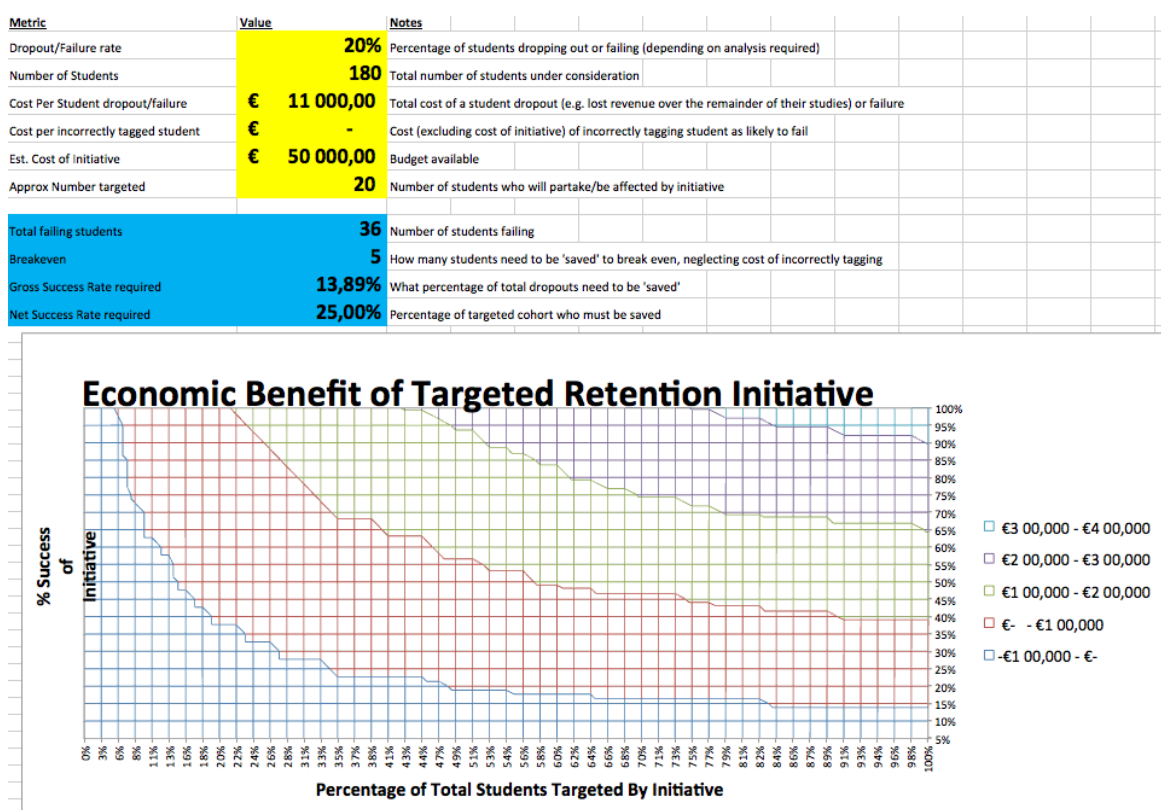 Metric Value Notes
Dropout/Failure rate 20% Percentage of students dropping out or failing (depending on analysis required)
Number of Students 180 Total number of students under consideration
Cost Per Student dropout/failure € 11 000,00 Total cost of a student dropout (e.g. lost revenue over the remainder of their studies) or failure
Cost per incorrectly tagged student € - Cost (excluding cost of initiative) of incorrectly tagging student as likely to fail
Est. Cost of Initiative € 50 000,00 Budget available
Approx Number targeted 20 Number of students who will partake/be affected by initiative
Total failing students 36 Number of students failing
Breakeven 5 How many students need to be 'saved' to break even, neglecting cost of incorrectly tagging
Gross Success Rate required 13,89% What percentage of total dropouts need to be 'saved'
Net Success Rate required 25,00% Percentage of targeted cohort who must be saved
Economic Benefit of Targeted Retention Initiative
100%
95%
90%
85%
80%
75%
70%
65%
60%
55%
50%
45%
40%
35%
30%
25%
20%
15%
10%
5%
% Success
of
Initiative
€3 00,000 - €4 00,000
€2 00,000 - €3 00,000
€1 00,000 - €2 00,000
€- - €1 00,000
-€1 00,000 - €-
0% 3% 6% 8% 11% 13% 16% 18% 20% 22% 24% 26% 28% 31% 33% 35% 37% 38% 41% 43% 44% 47% 49% 51% 53% 54% 56% 58% 60% 62% 64% 66% 68% 70% 71% 73% 75% 77% 79% 81% 82% 84% 86% 87% 89% 91% 93% 94% 96% 98% 100%
Percentage of Total Students Targeted By Initiative